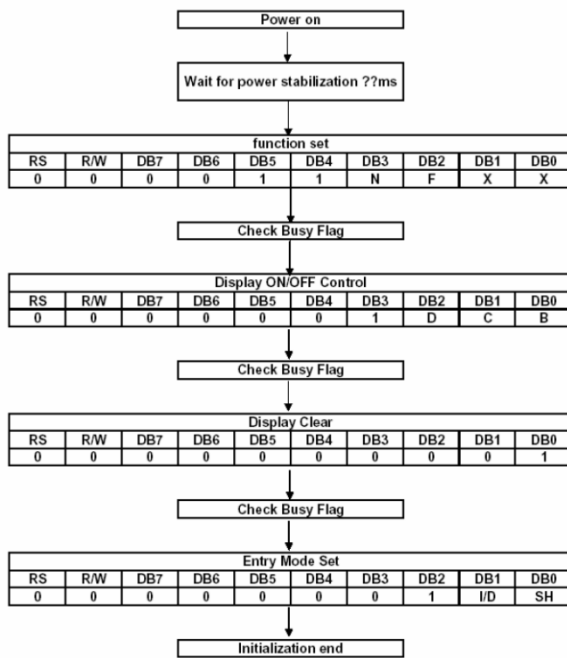 Power on
Wait for power stabilization ??ms
function set
RS R/W DB7 DB6 DB5 DB4 DB3 DB2 DB1 DB0
0 0 0 0 1 1 N F X X
Check Busy Flag
Display ON/OFF Control
RS R/W DB7 DB6 DB5 DB4 DB3 DB2 DB1 DB0
0 0 0 0 0 0 1 D C B
Check Busy Flag
Display Clear
RS R/W DB7 DB6 DB5 DB4 DB3 DB2 DB1 DB0
0 0 0 0 0 0 0 0 0 1
Check Busy Flag
Entry Mode Set
RS R/W DB7 DB6 DB5 DB4 DB3 DB2 DB1 DB0
0 0 0 0 0 0 0 1 I/D SH
Initialization end